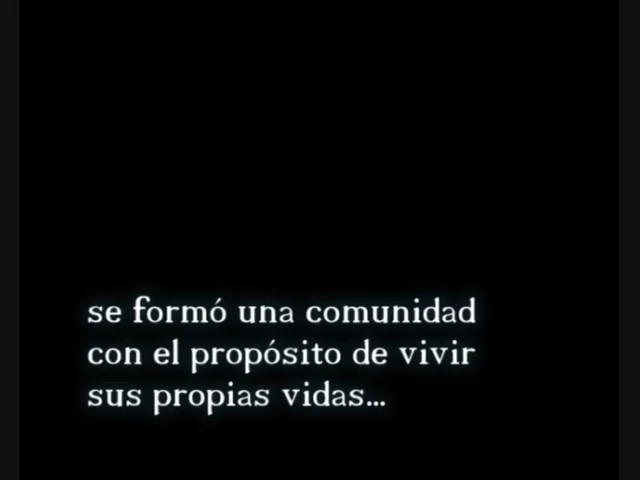 se formó una comunidad
con el propósito de vivir
sus propias vidas...